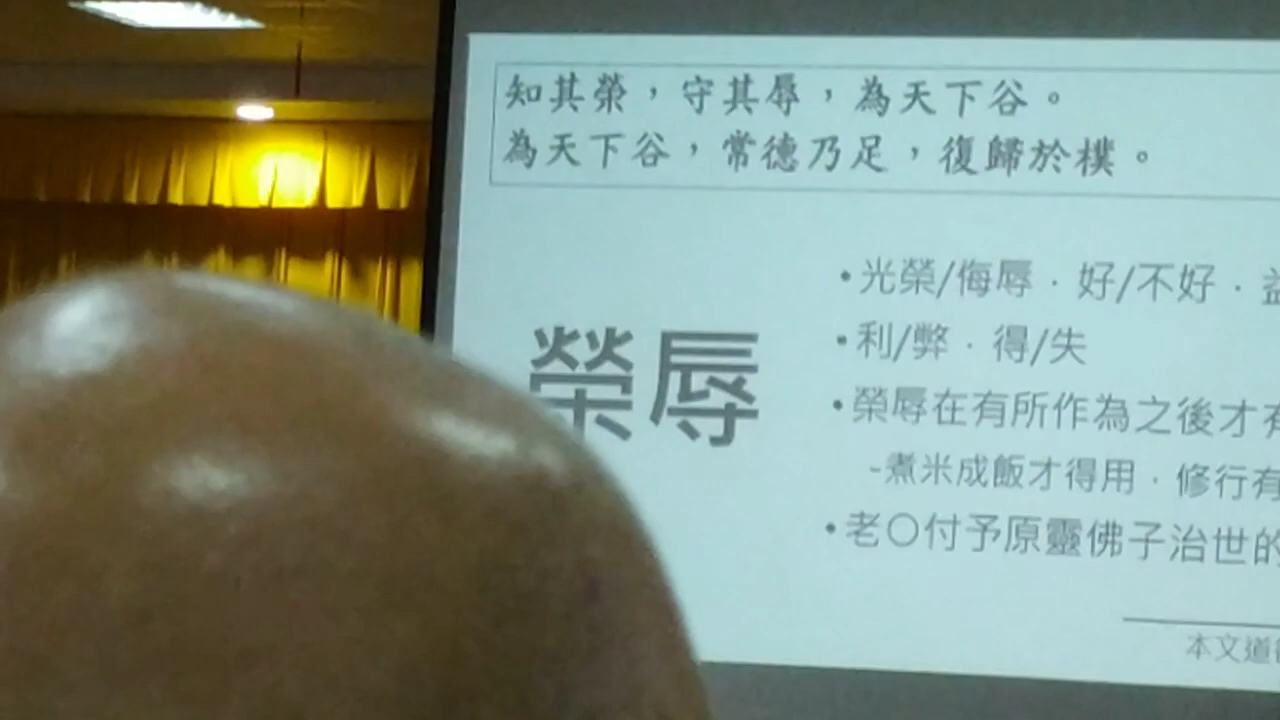 知其榮，守其辱，為天下谷。
為天下谷，常德乃足，復歸於樸。
榮辱
•光榮/侮辱．好/不好．益
•利/弊．得/失
•榮辱在有所作為之後才有
-煮米成飯才得用．修行有
•老〇付予原靈佛子治世的
本文道